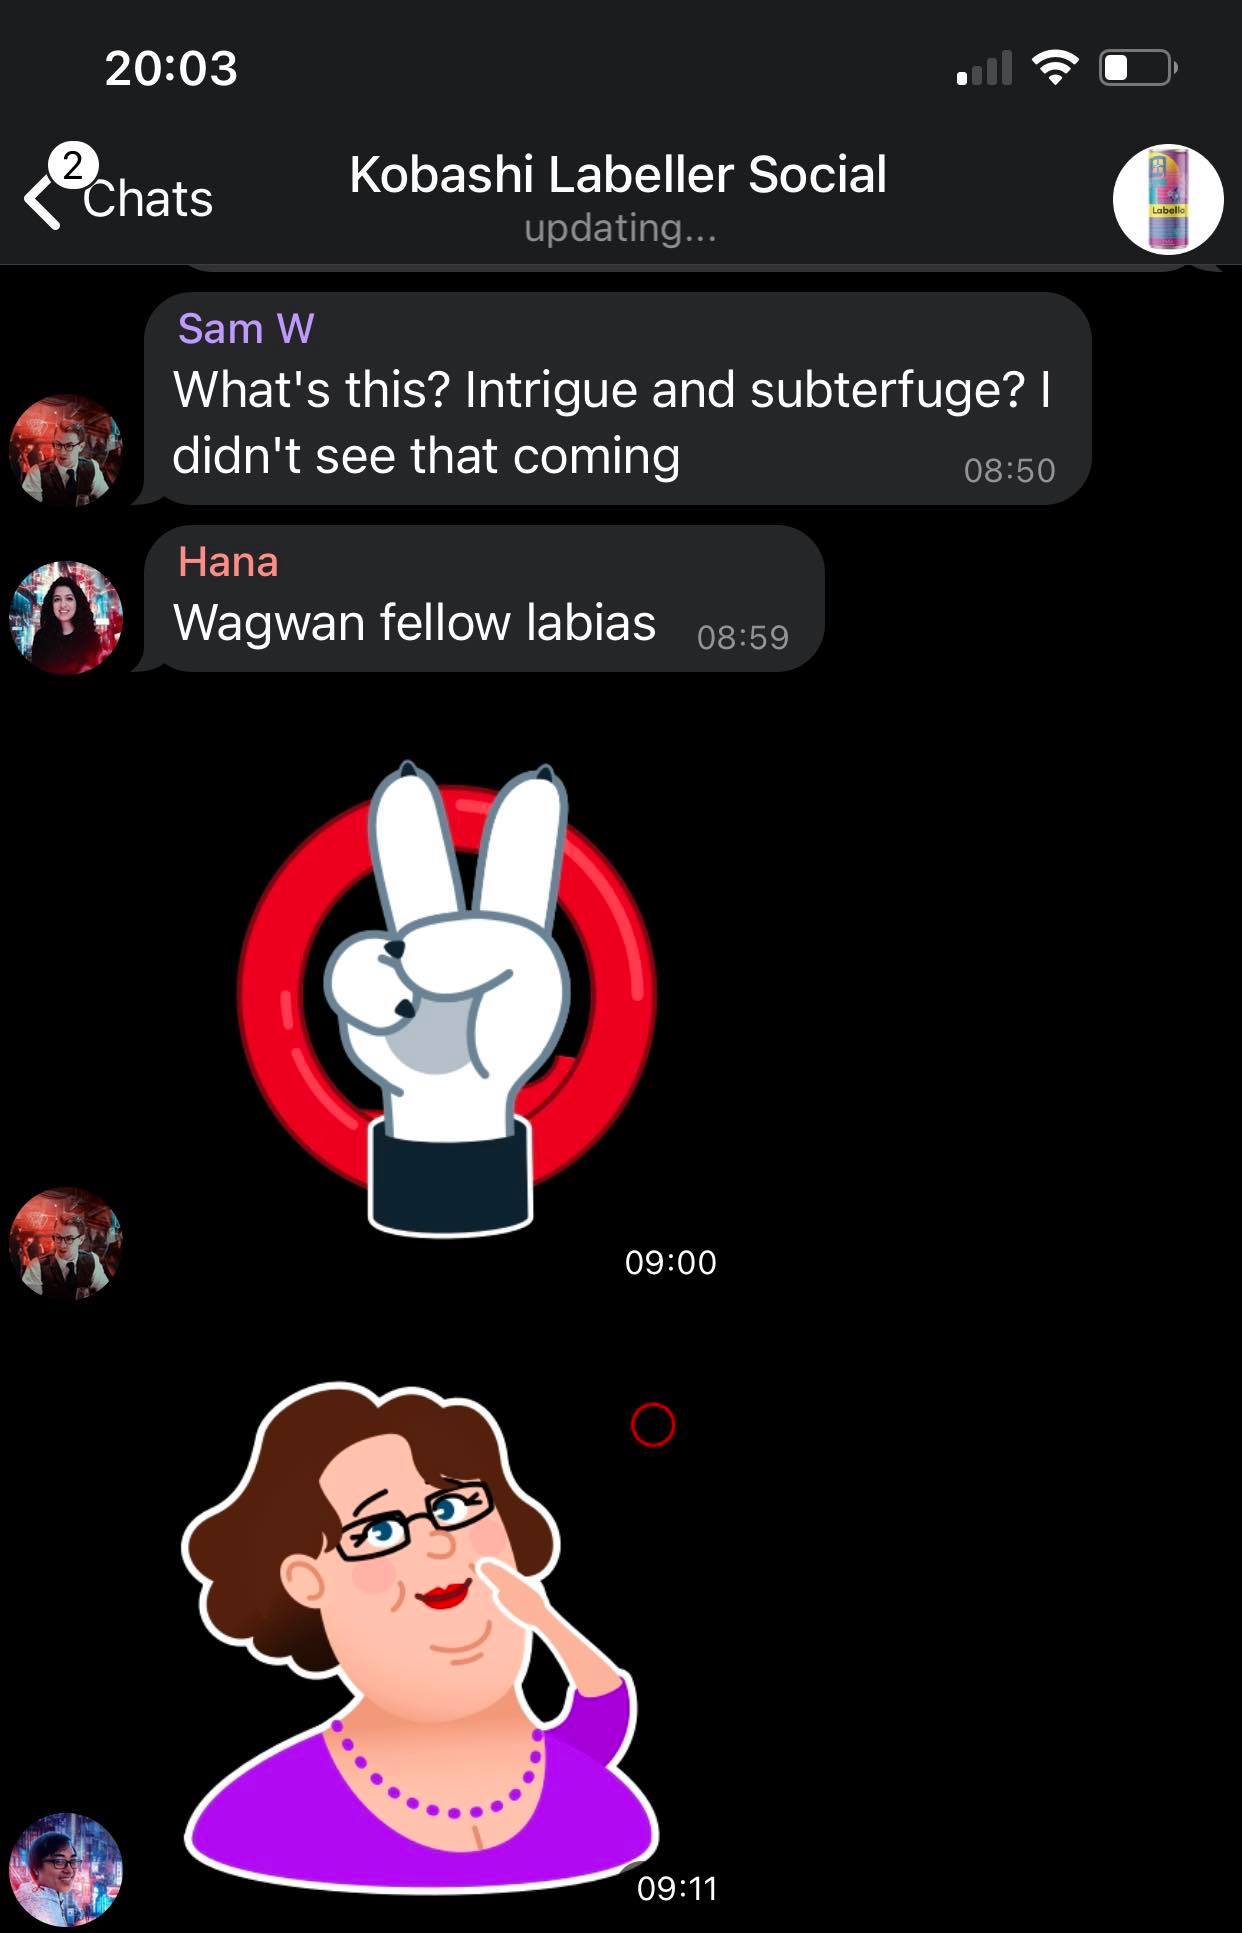 20:03
2
Chats
Kobashi Labeller Social
updating...
Labello
Sam W
What's this? Intrigue and subterfuge? I
didn't see that coming
08:50
Hana
Wagwan fellow labias
08:59
09:00
09:11